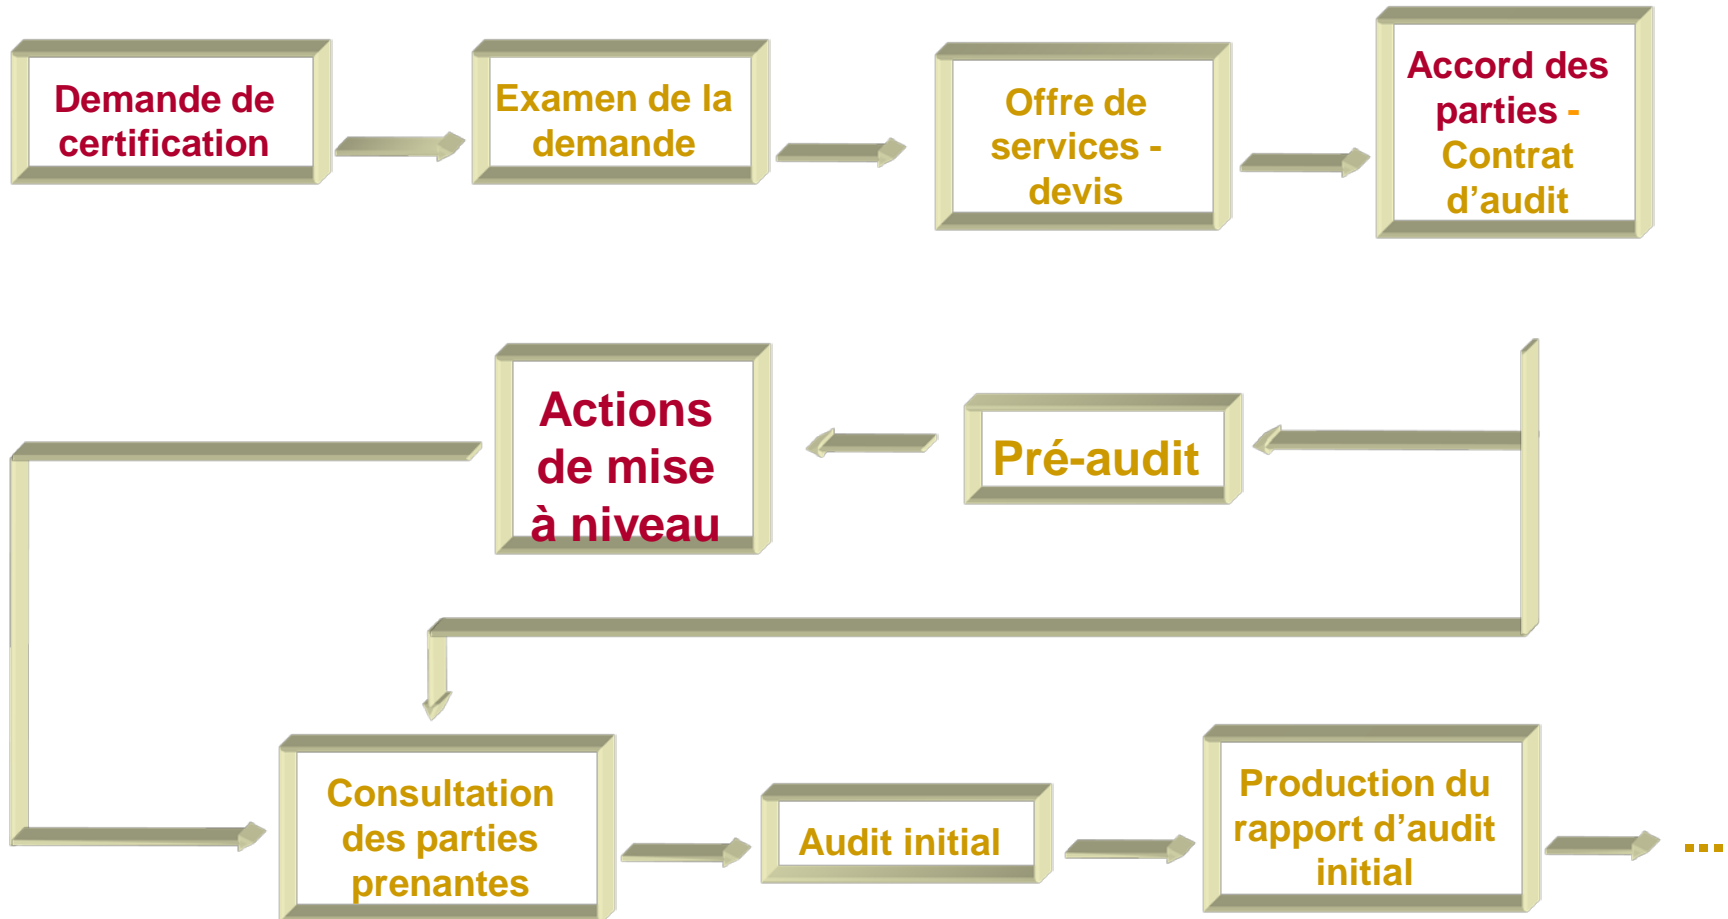 Demande de
certification
Examen de la
demande
Offre de
services -
devis
Accord des
parties -
Contrat
d’audit
Actions
de mise
à niveau
Pré-audit
Consultation
des parties
prenantes
Audit initial
Production du
rapport d’audit
initial
...